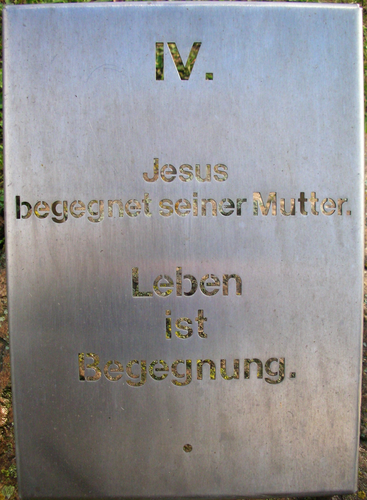 IV.
Jesus
begegnet seiner Mutter.
Leben
ist
Begegnung.